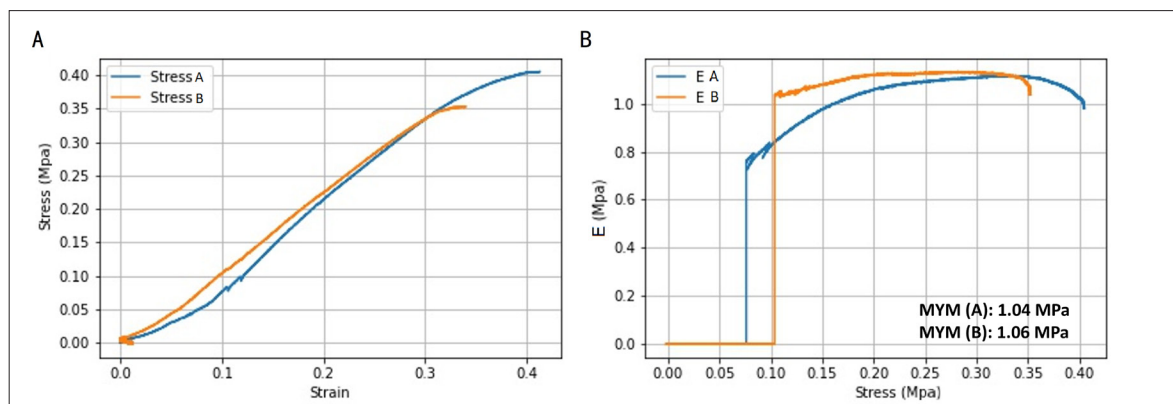 A
Stress A
Stress B
0.40
0.35
0.30
0.25
0.20
0.15
0.10
0.05
0.00
Stress (Mpa)
0.0 0.1 0.2 0.3 0.4
Strain
B
E A
E B
1.0
0.8
0.6
0.4
0.2
0.0
E (Mpa)
MYM (A): 1.04 MPa
MYM (B): 1.06 MPa
0.00 0.05 0.10 0.15 0.20 0.25 0.30 0.35 0.40
Stress (Mpa)